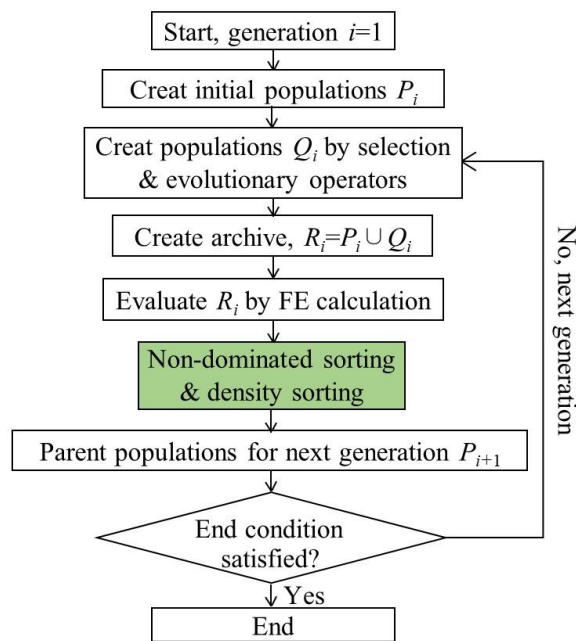 Start, generation i=1
Creat initial populations Pᵢ
Creat populations Qᵢ by selection
& evolutionary operators
Create archive, Rᵢ=Pᵢ∪Qᵢ
Evaluate Rᵢ by FE calculation
Non-dominated sorting
& density sorting
Parent populations for next generation Pᵢ₊₁
End condition
satisfied?
Yes
End
No, next generation